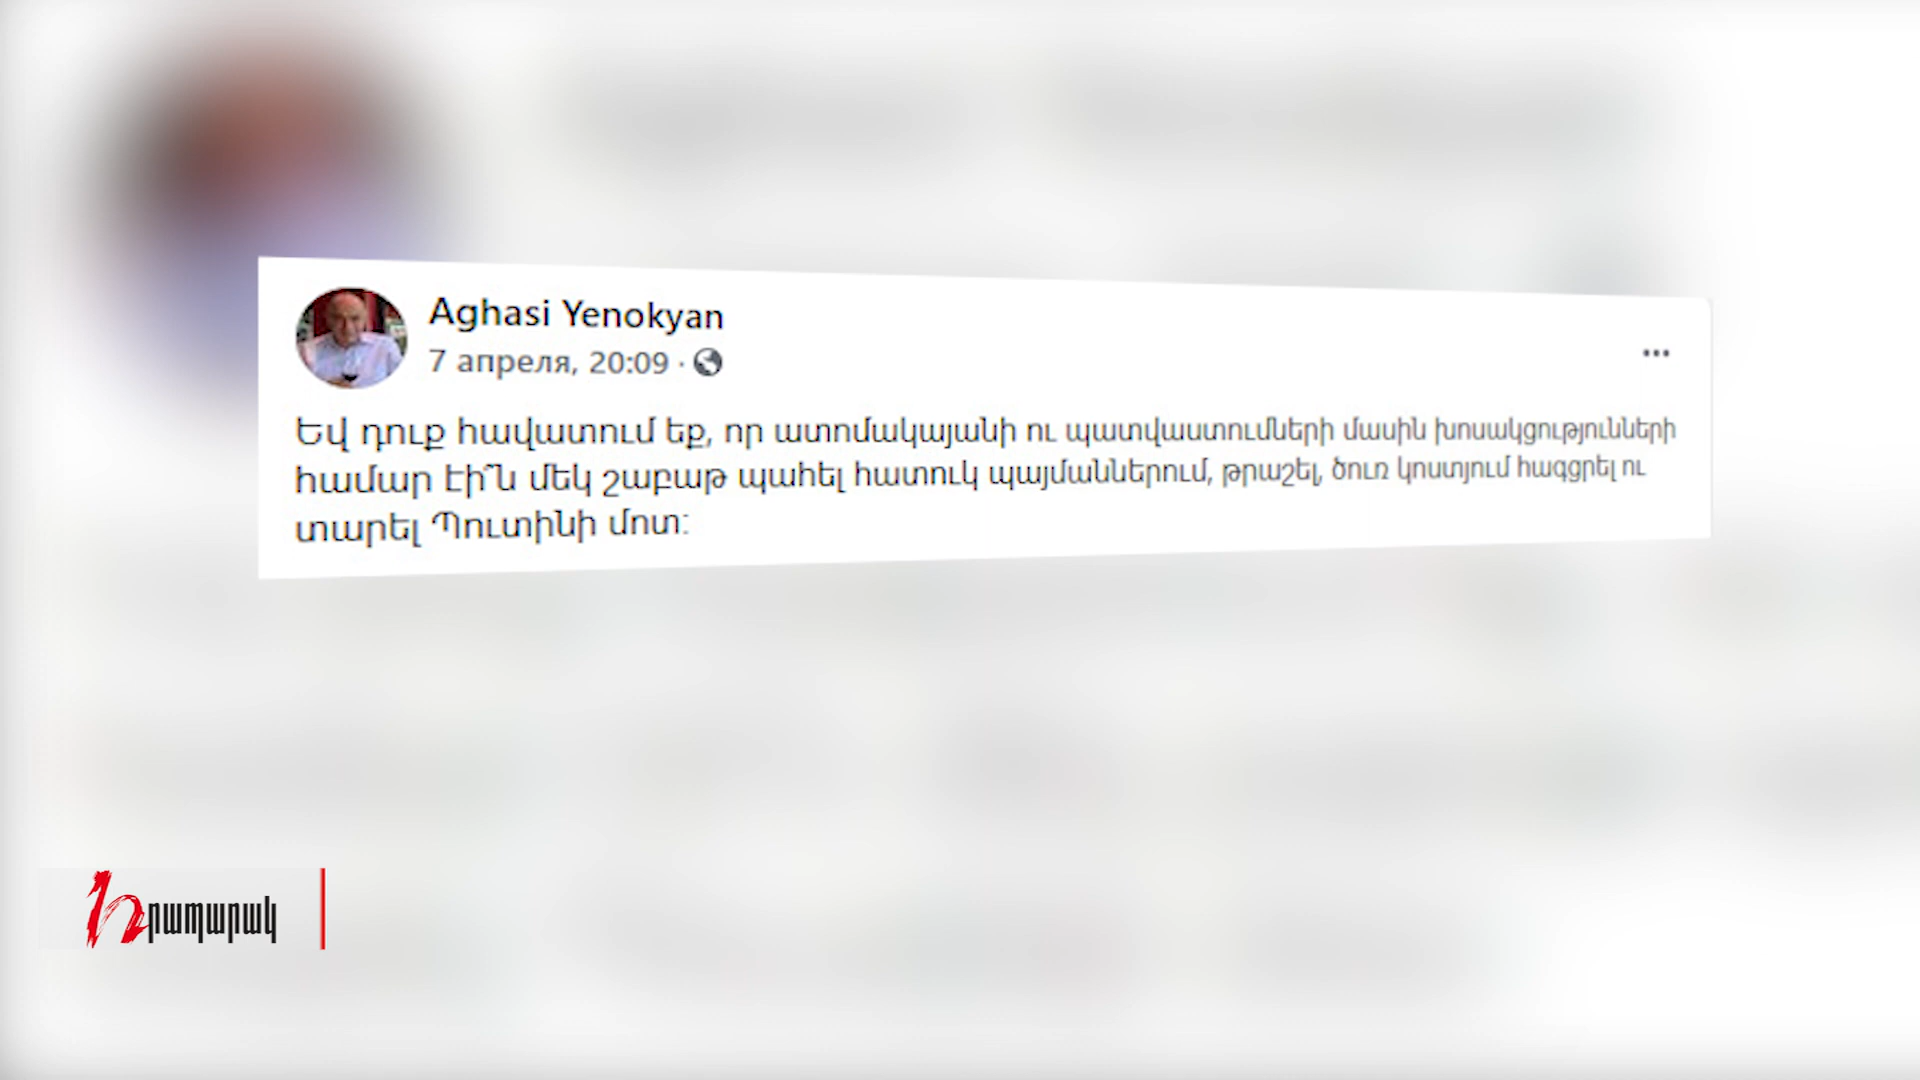 Aghasi Yenokyan
7 апреля, 20:09 ·
Եվ դուք հավատում եք, որ ատոմակայանի ու պատվաստումների մասին խոսակցությունների
համար էի՞ն մեկ շաբաթ պահել հատուկ պայմաններում, թրաշել, ծուռ կոստյում հագցրել ու
տարել Պուտինի մոտ:
Հրապարակ